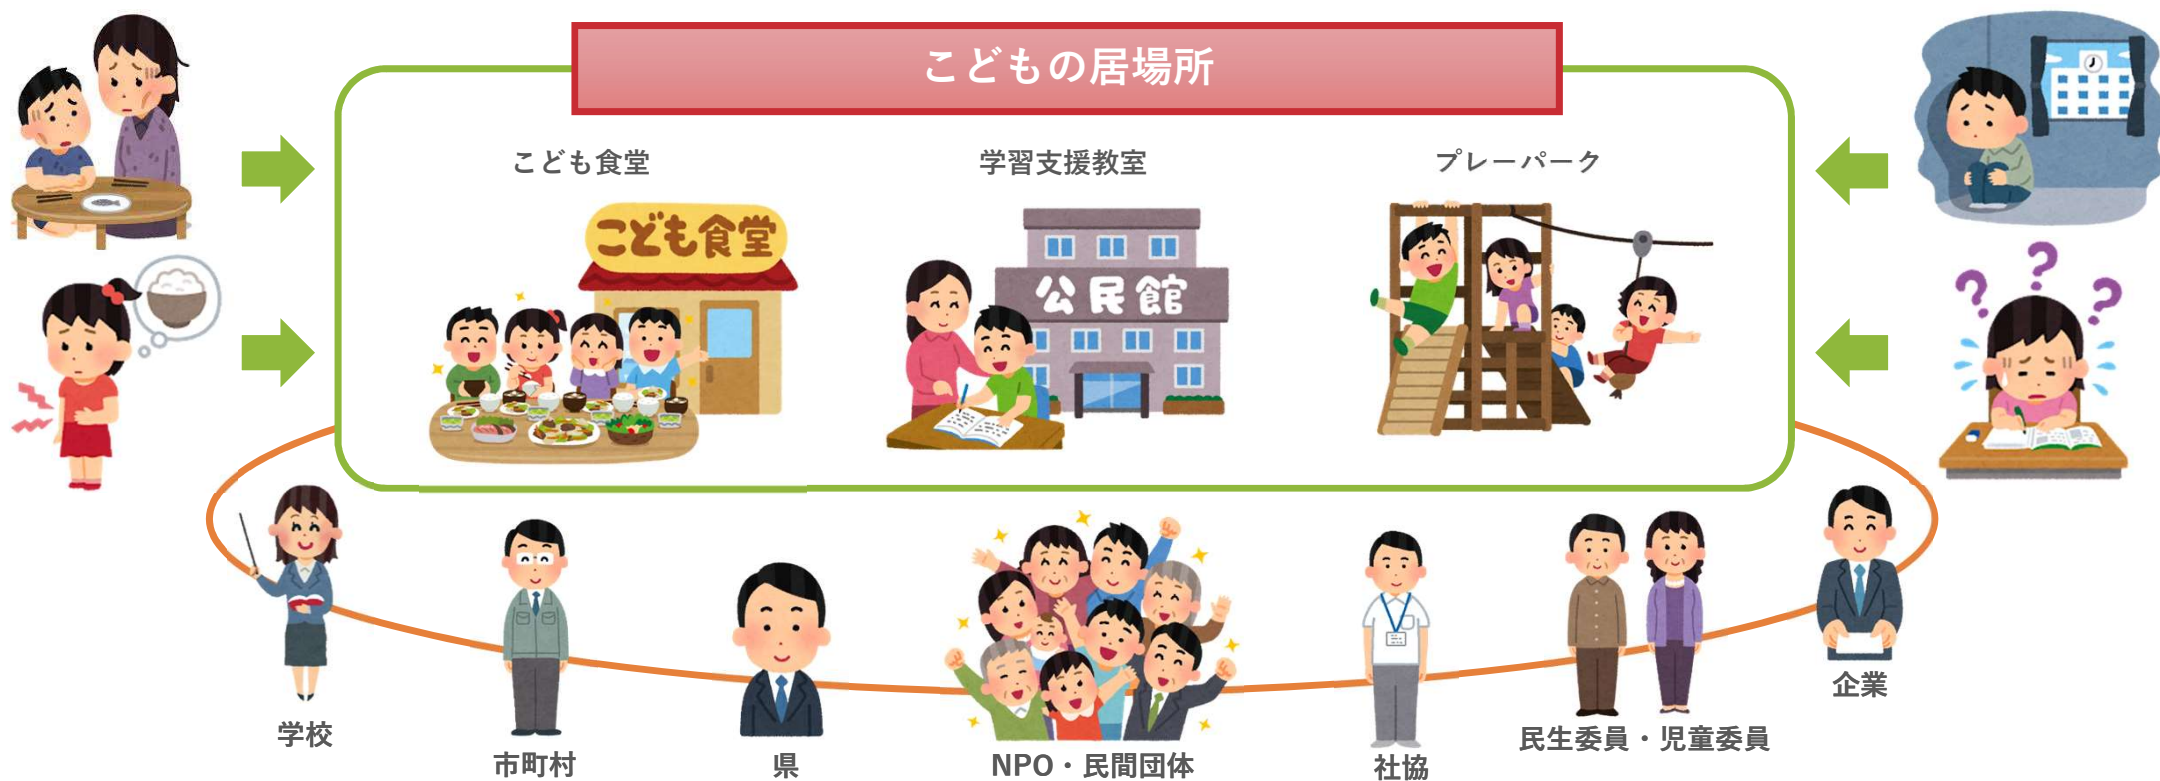 こどもの居場所
こども食堂
学習支援教室
プレーパーク
こども食堂
公民館
? ? ?
学校
市町村
県
NPO・民間団体
社協
民生委員・児童委員
企業